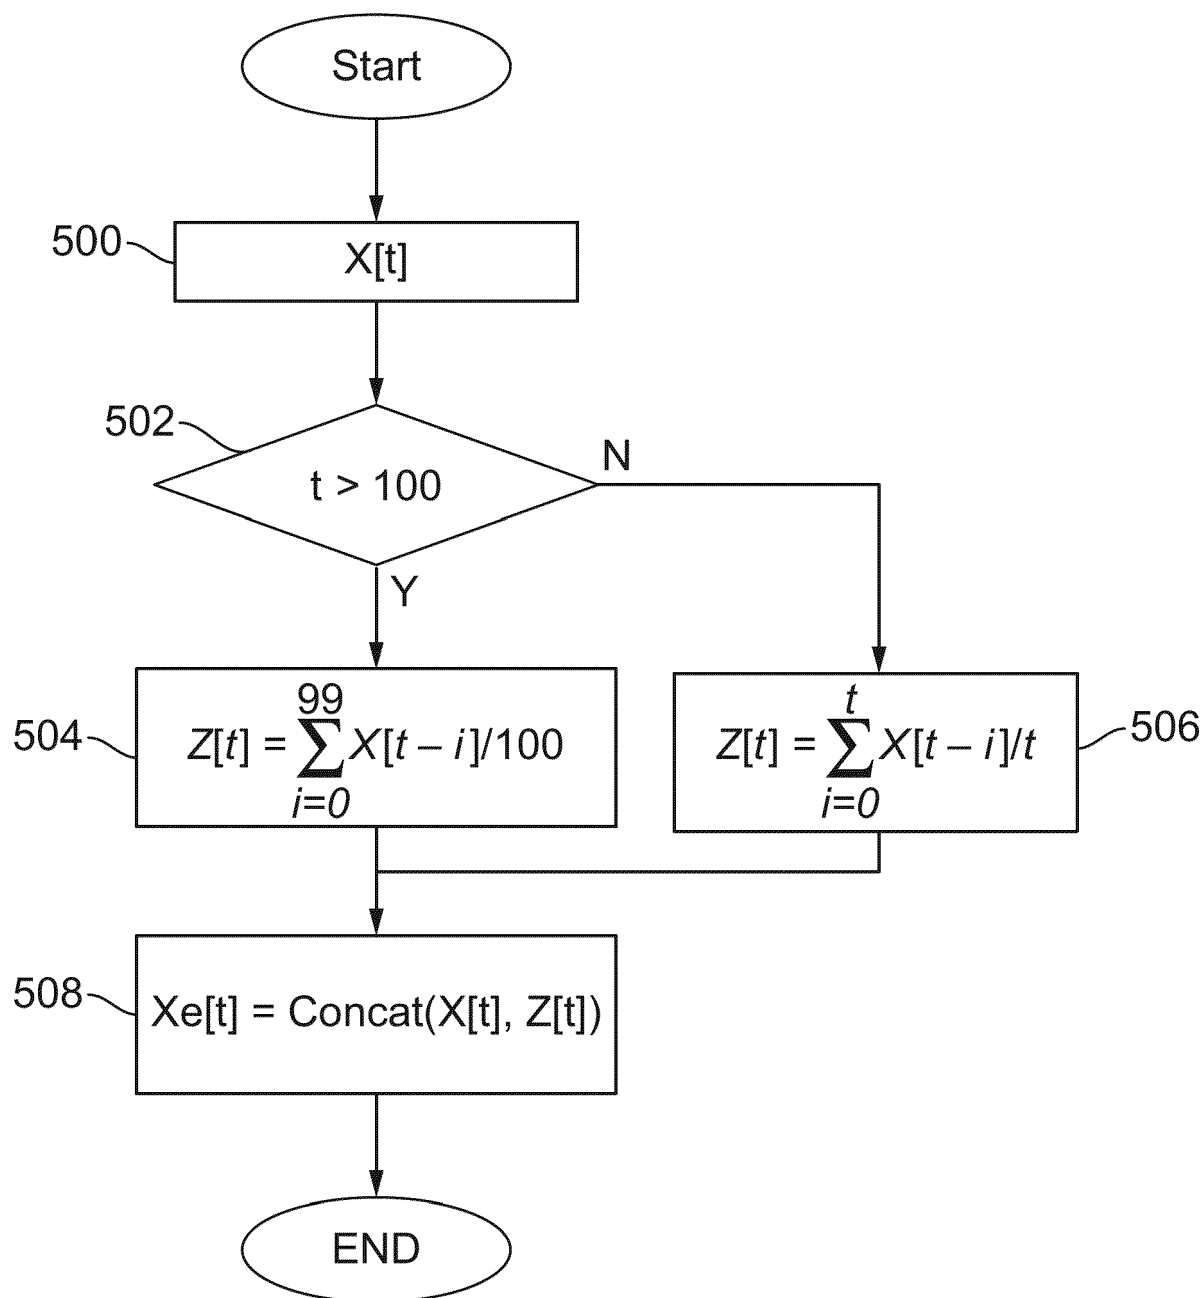 Start
500
X[t]
502
t > 100
N
Y
504
99
Z[t] = ∑ X[t – i]/100
i=0
t
Z[t] = ∑ X[t – i]/t
i=0
506
508
Xe[t] = Concat(X[t], Z[t])
END